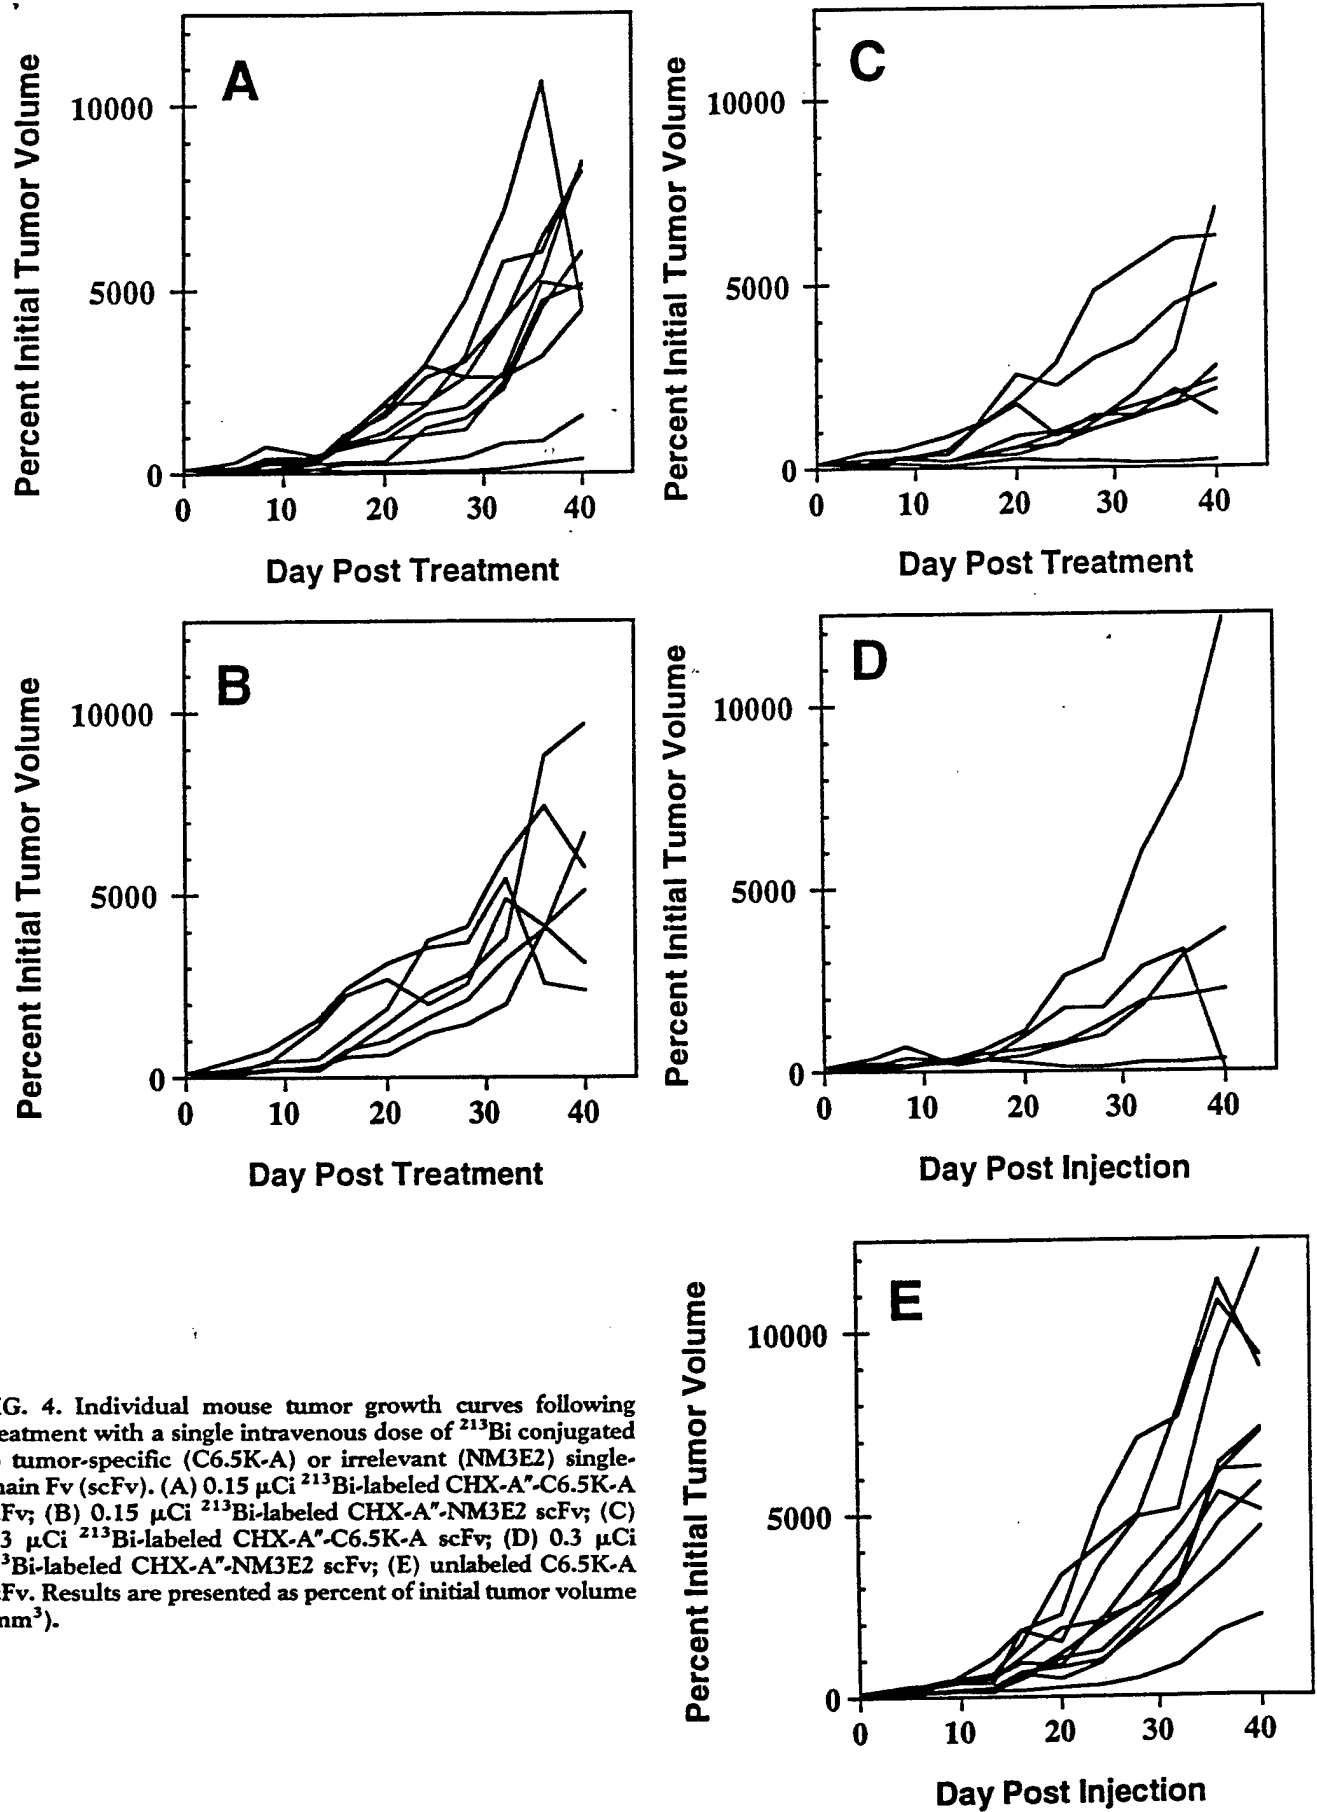 A
Percent Initial Tumor Volume
10000
5000
0
0 10 20 30 40
Day Post Treatment
C
Percent Initial Tumor Volume
10000
5000
0
0 10 20 30 40
Day Post Treatment
B
Percent Initial Tumor Volume
10000
5000
0
0 10 20 30 40
Day Post Treatment
D
Percent Initial Tumor Volume
10000
5000
0
0 10 20 30 40
Day Post Injection
E
Percent Initial Tumor Volume
10000
5000
0
0 10 20 30 40
Day Post Injection
G. 4. Individual mouse tumor growth curves following
eatment with a single intravenous dose of ²¹³Bi conjugated
tumor-specific (C6.5K-A) or irrelevant (NM3E2) single-
hain Fv (scFv). (A) 0.15 µCi ²¹³Bi-labeled CHX-A″-C6.5K-A
Fv; (B) 0.15 µCi ²¹³Bi-labeled CHX-A″-NM3E2 scFv; (C)
3 µCi ²¹³Bi-labeled CHX-A″-C6.5K-A scFv; (D) 0.3 µCi
³Bi-labeled CHX-A″-NM3E2 scFv; (E) unlabeled C6.5K-A
Fv. Results are presented as percent of initial tumor volume
nm³).